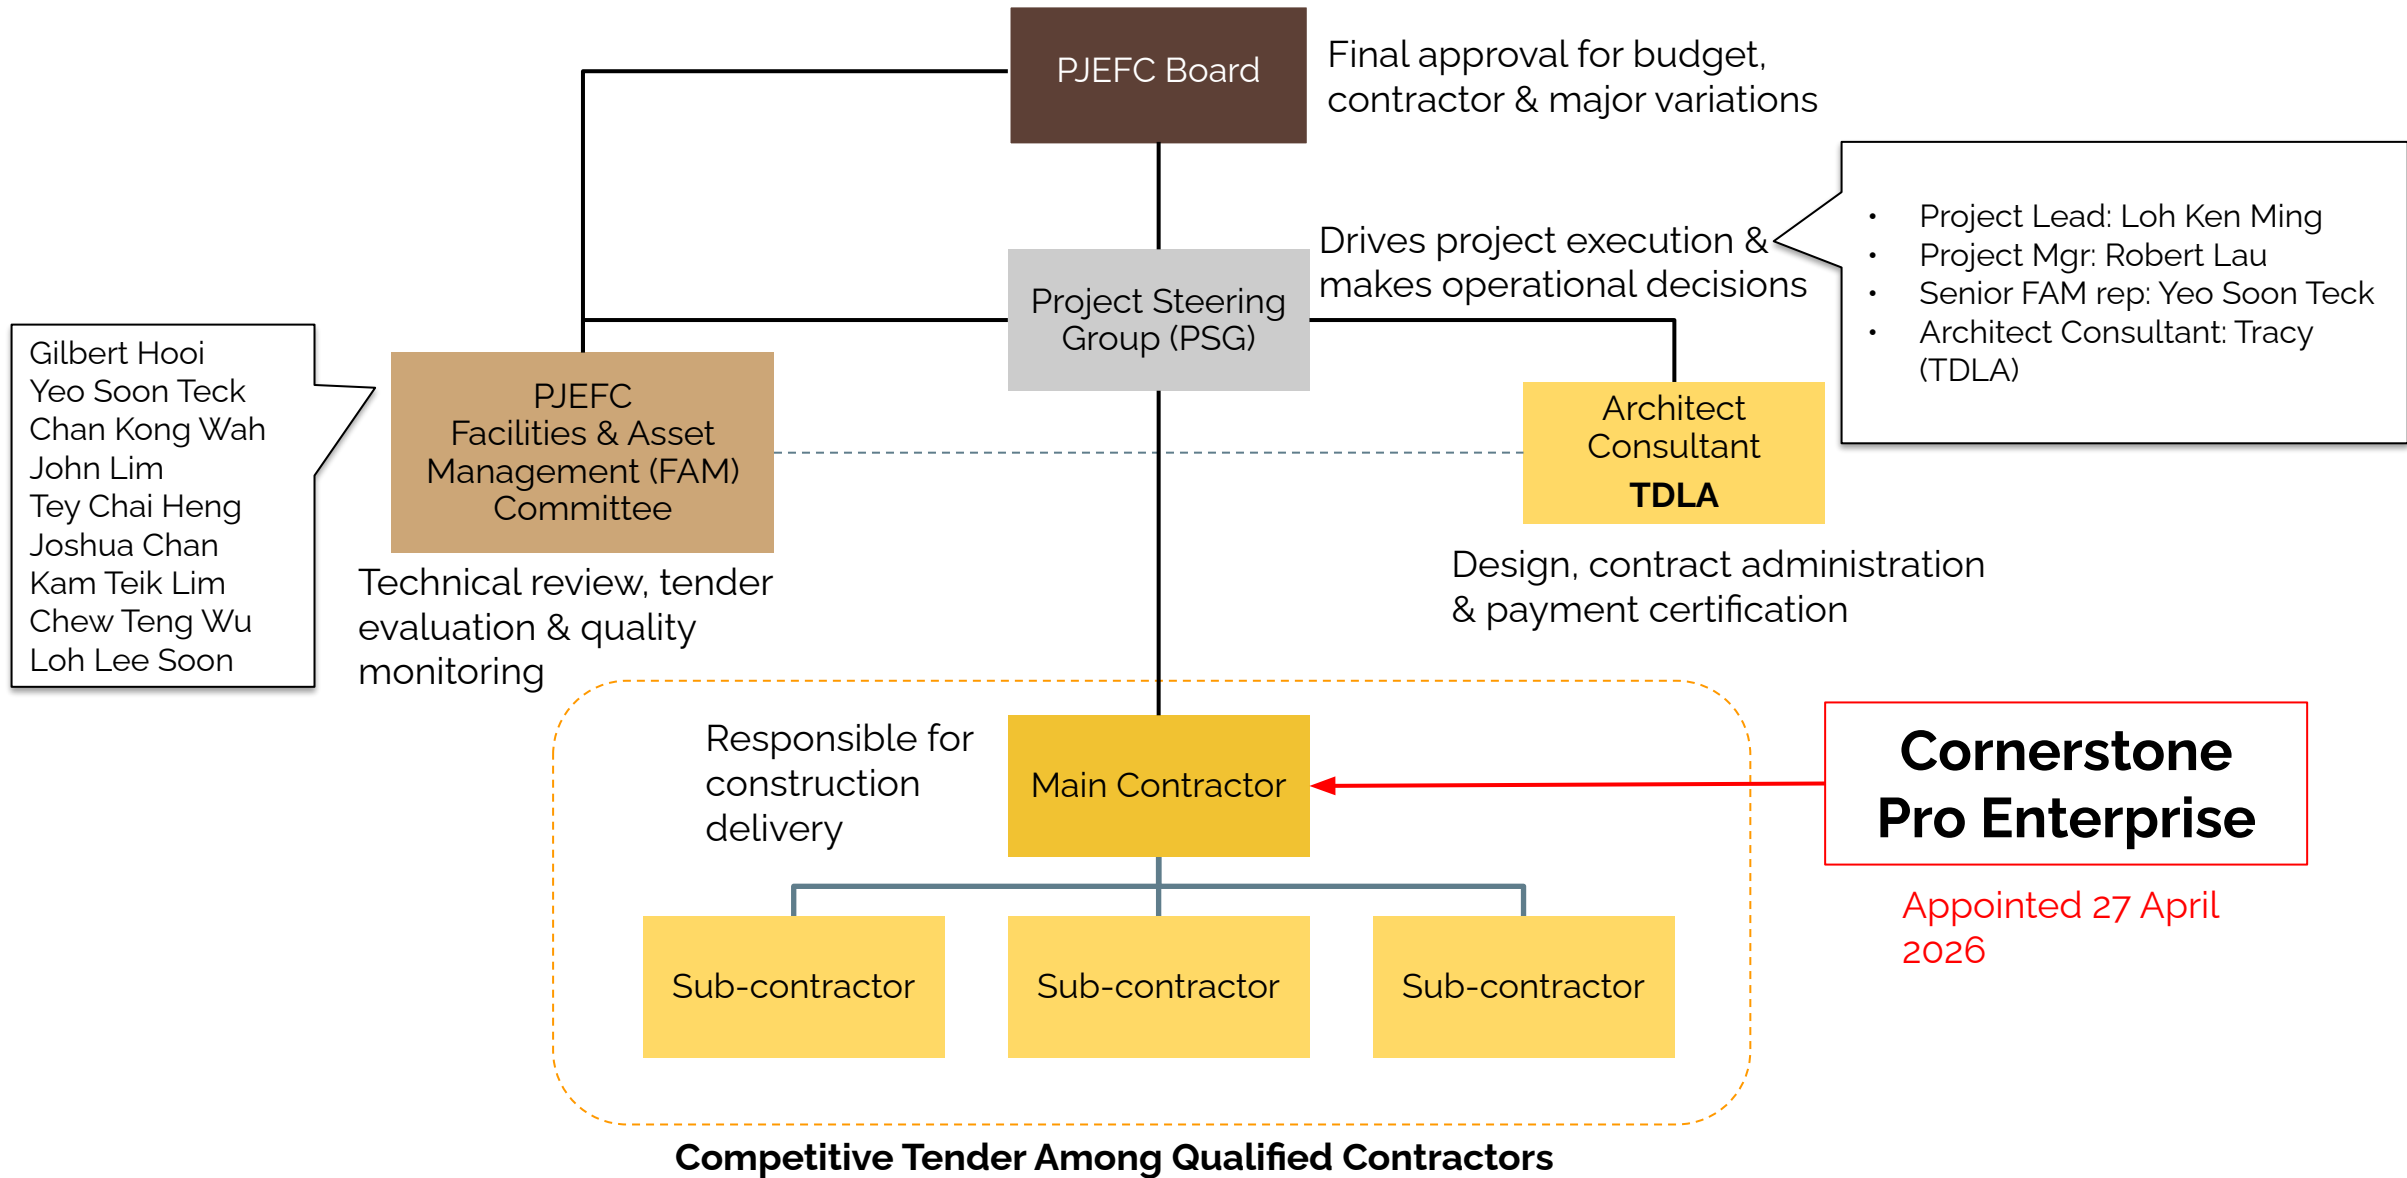 PJEFC Board
Final approval for budget,
contractor & major variations
Project Steering
Group (PSG)
Drives project execution &
makes operational decisions
• Project Lead: Loh Ken Ming
• Project Mgr: Robert Lau
• Senior FAM rep: Yeo Soon Teck
• Architect Consultant: Tracy
(TDLA)
Gilbert Hooi
Yeo Soon Teck
Chan Kong Wah
John Lim
Tey Chai Heng
Joshua Chan
Kam Teik Lim
Chew Teng Wu
Loh Lee Soon
PJEFC
Facilities & Asset
Management (FAM)
Committee
Technical review, tender
evaluation & quality
monitoring
Architect
Consultant
TDLA
Design, contract administration
& payment certification
Responsible for
construction
delivery
Main Contractor
Cornerstone
Pro Enterprise
Appointed 27 April
2026
Sub-contractor
Sub-contractor
Sub-contractor
Competitive Tender Among Qualified Contractors